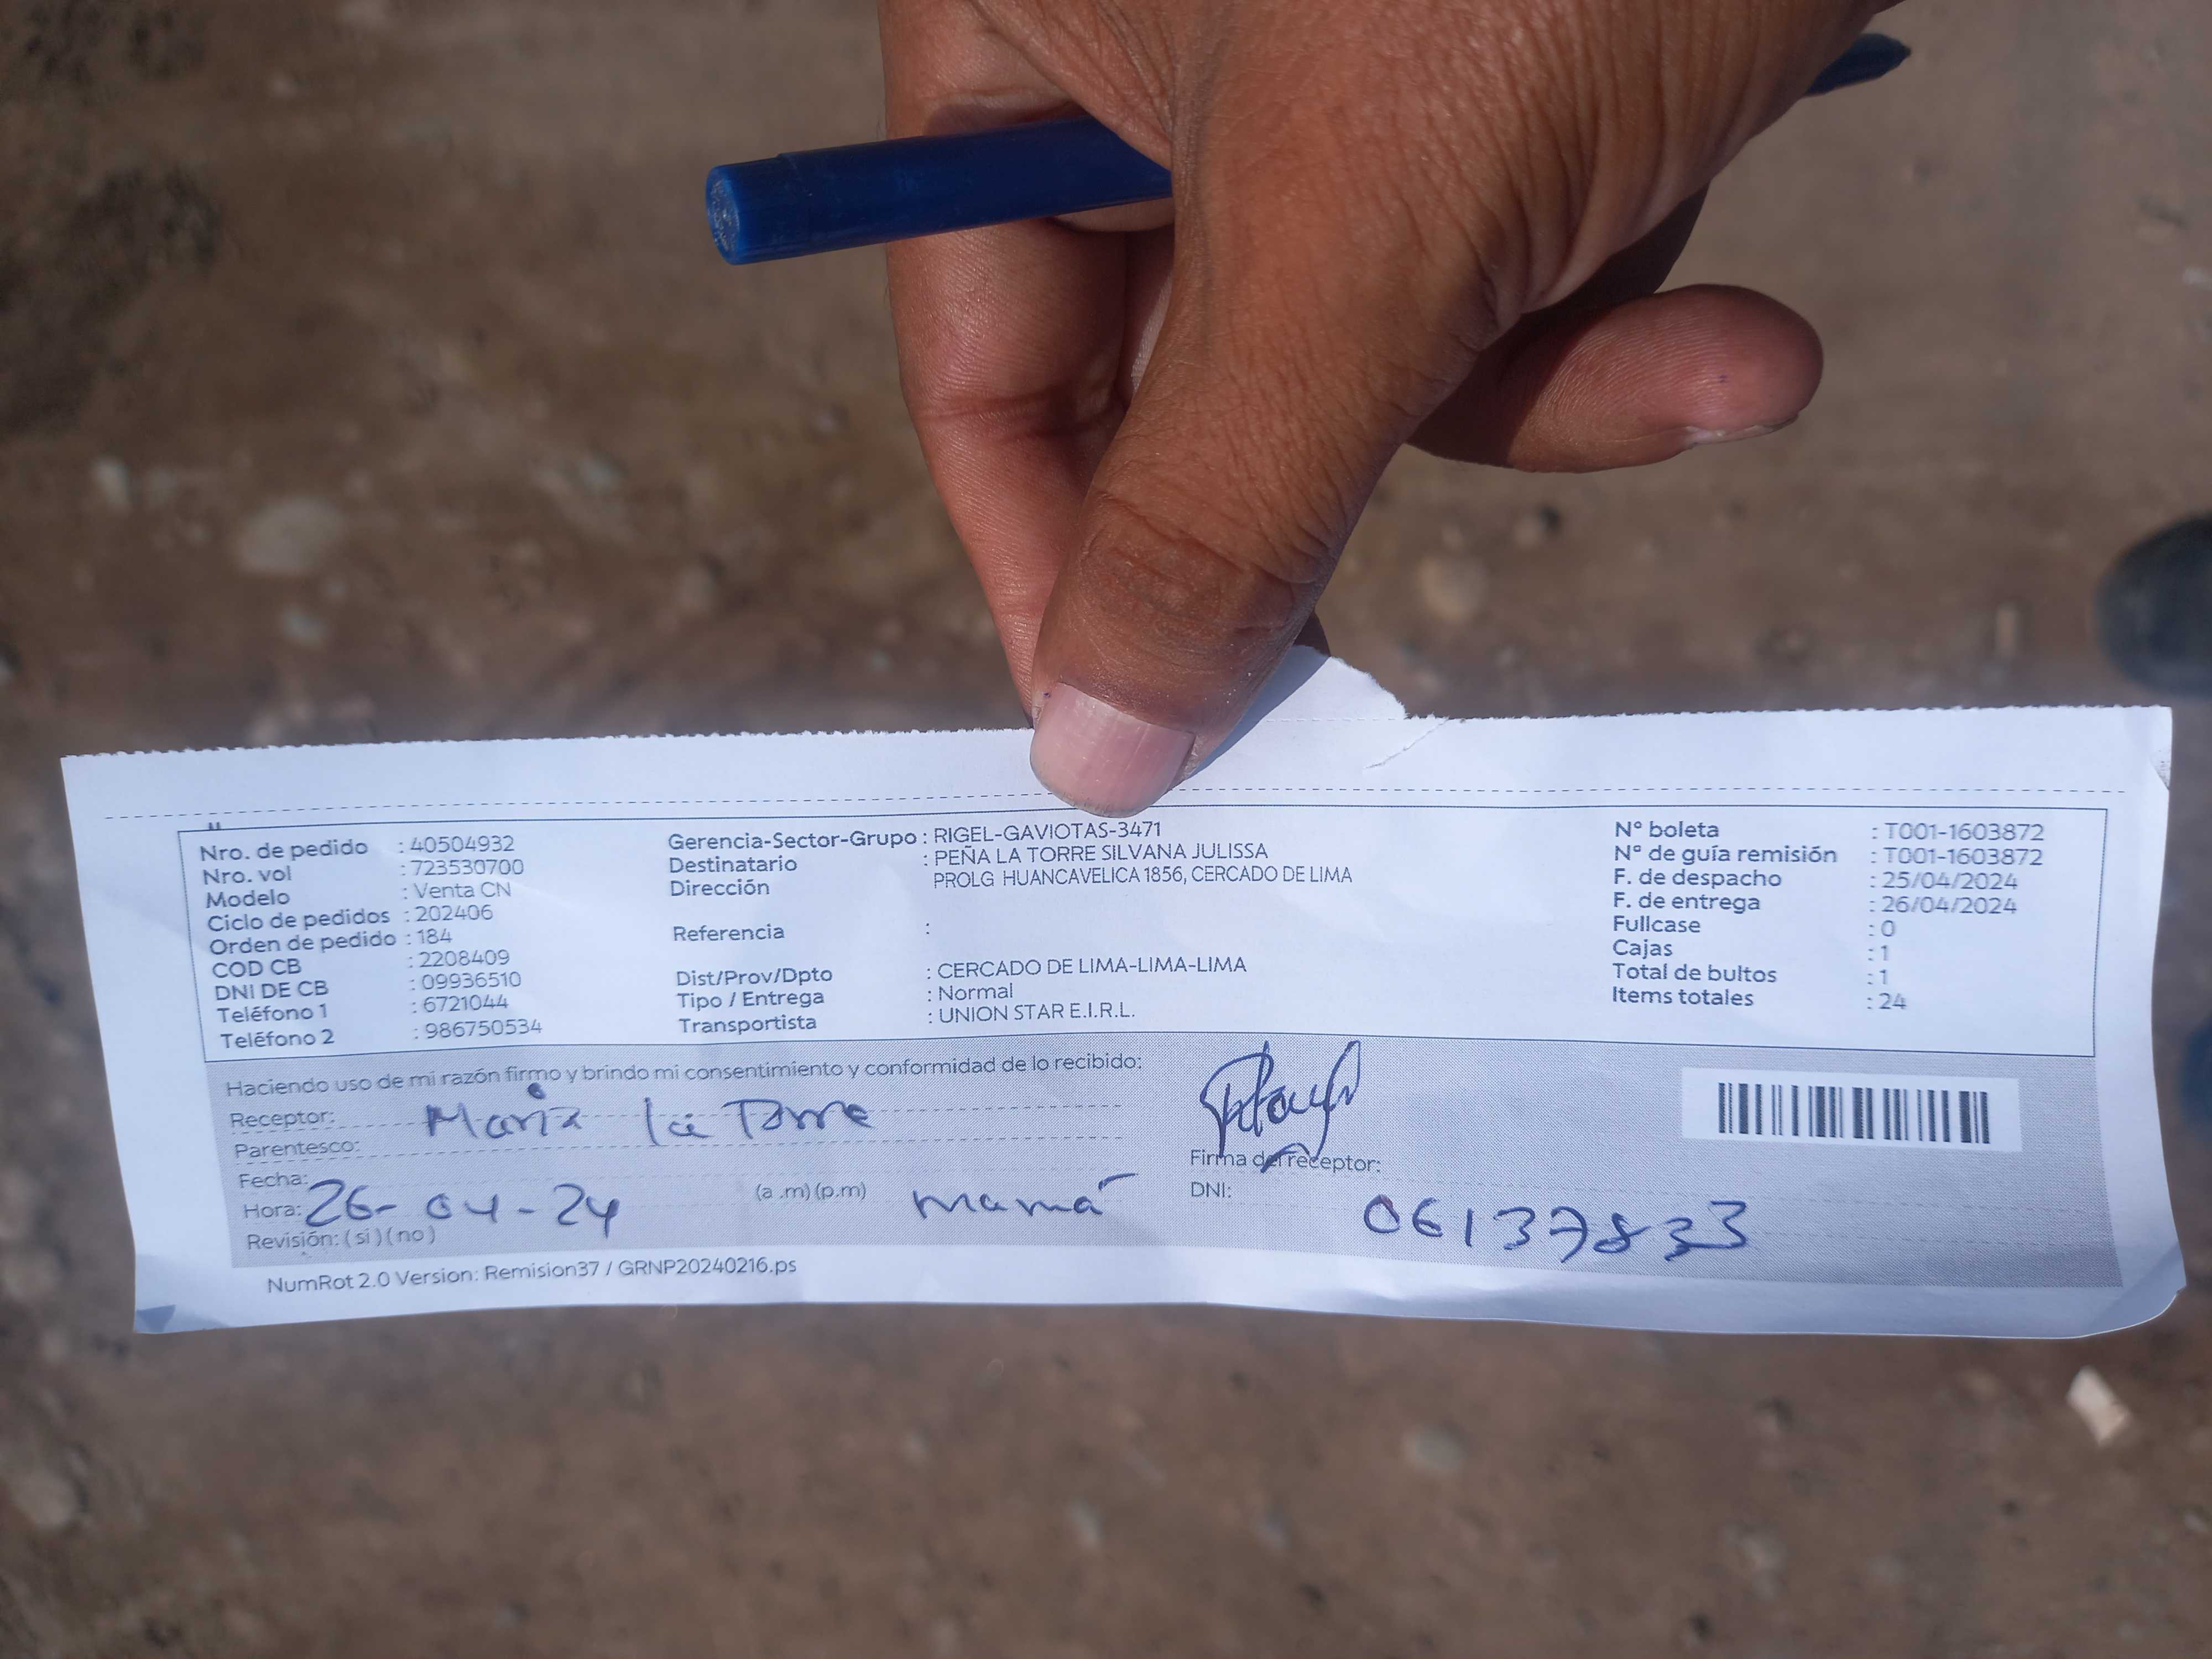 Nro. de pedido : 40504932
Nro. vol : 723530700
Modelo : Venta CN
Ciclo de pedidos : 202406
Orden de pedido : 184
COD CB : 2208409
DNI DE CB : 09936510
Teléfono 1 : 6721044
Teléfono 2 : 986750534
Gerencia-Sector-Grupo : RIGEL-GAVIOTAS-3471
Destinatario : PEÑA LA TORRE SILVANA JULISSA
Dirección PROLG HUANCAVELICA 1856, CERCADO DE LIMA
Referencia :
Dist/Prov/Dpto : CERCADO DE LIMA-LIMA-LIMA
Tipo / Entrega : Normal
Transportista : UNION STAR E.I.R.L.
N° boleta : T001-1603872
N° de guía remisión : T001-1603872
F. de despacho : 25/04/2024
F. de entrega : 26/04/2024
Fullcase : 0
Cajas : 1
Total de bultos : 1
Items totales : 24
Haciendo uso de mi razón firmo y brindo mi consentimiento y conformidad de lo recibido:
Receptor: Maria La Torre
Parentesco:
Fecha:
Hora: 26-04-24 (a .m) (p.m) mamá
Revisión: ( sí ) ( no )
Firma del receptor:
DNI: 06137833
NumRot 2.0 Version: Remision37 / GRNP20240216.ps